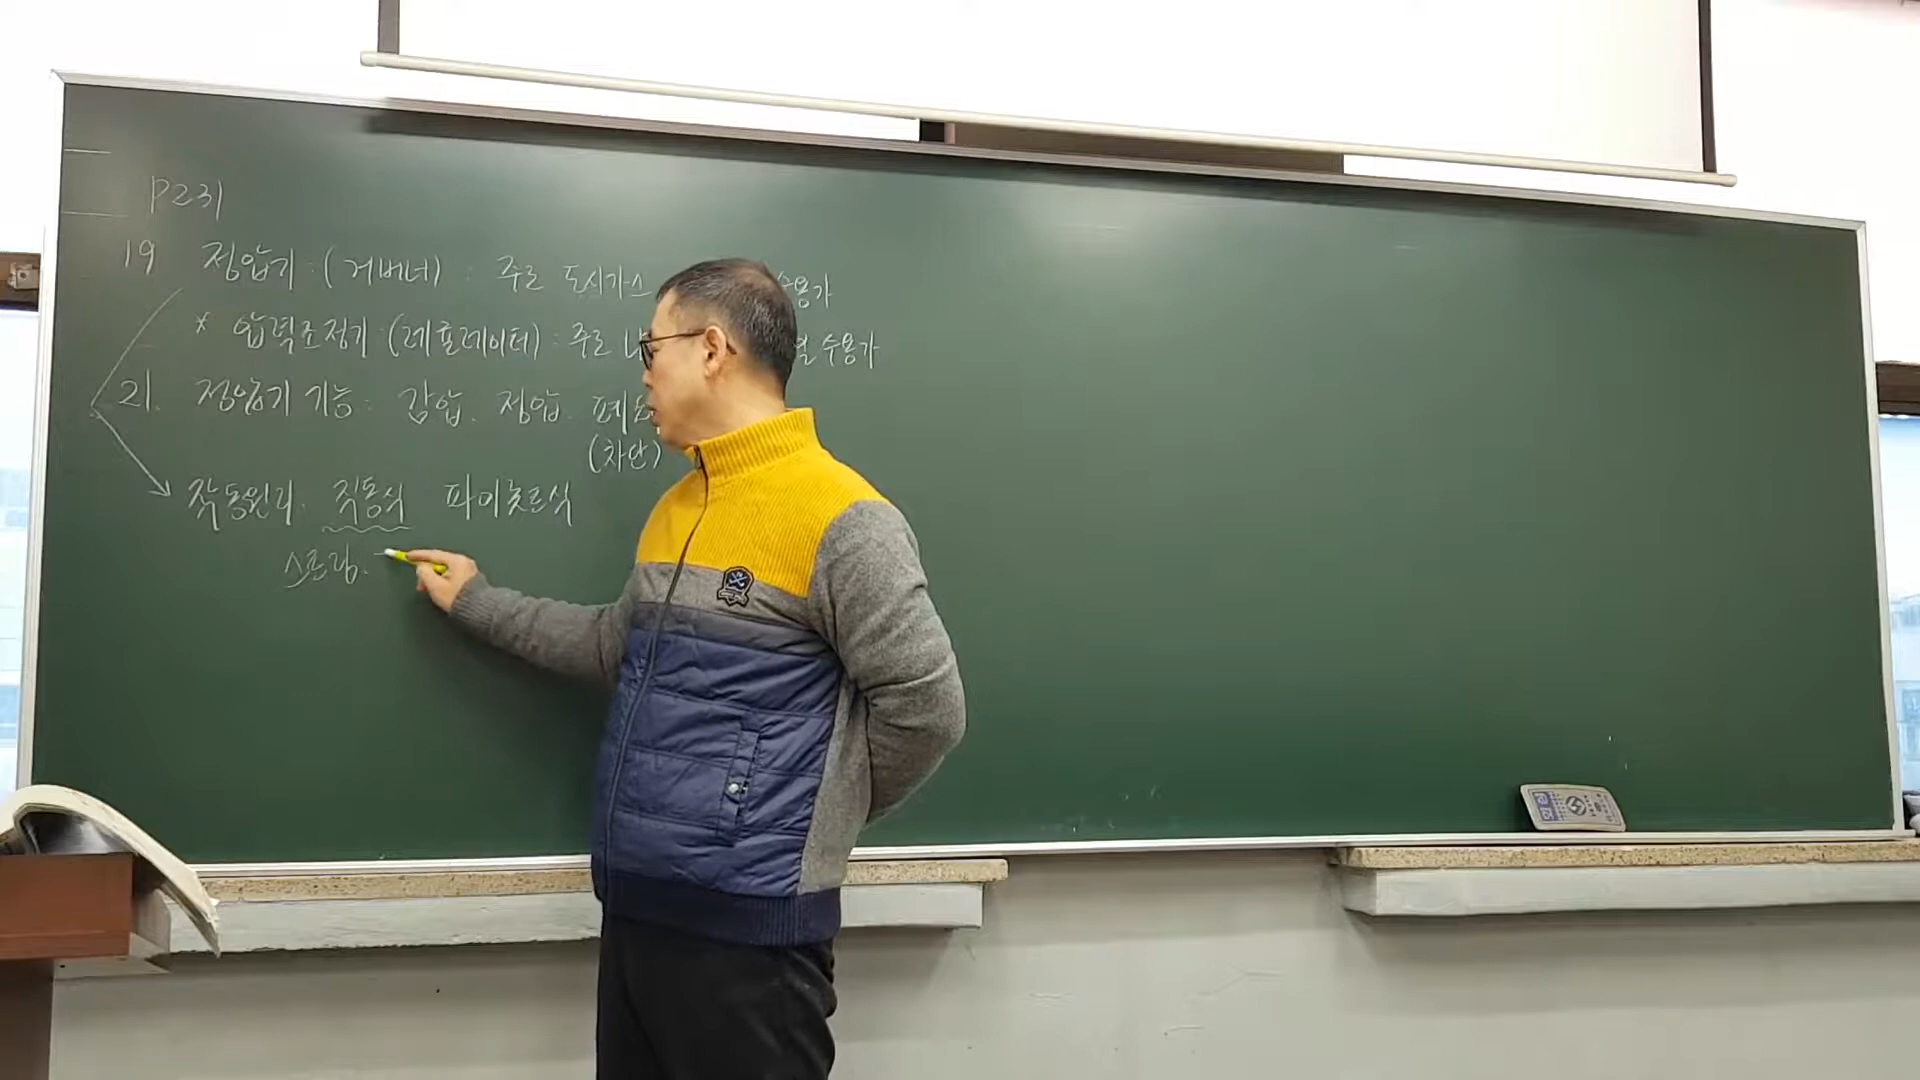 P231
19 정압기 : (거버너) : 주로 도시가스 수용가
* 압력조정기 : (레귤레이터) : 주로 수용가
21. 정압기 기능 : 감압. 정압. 폐
(차단)
작동원리. 직동식 파이롯트식
스프링.